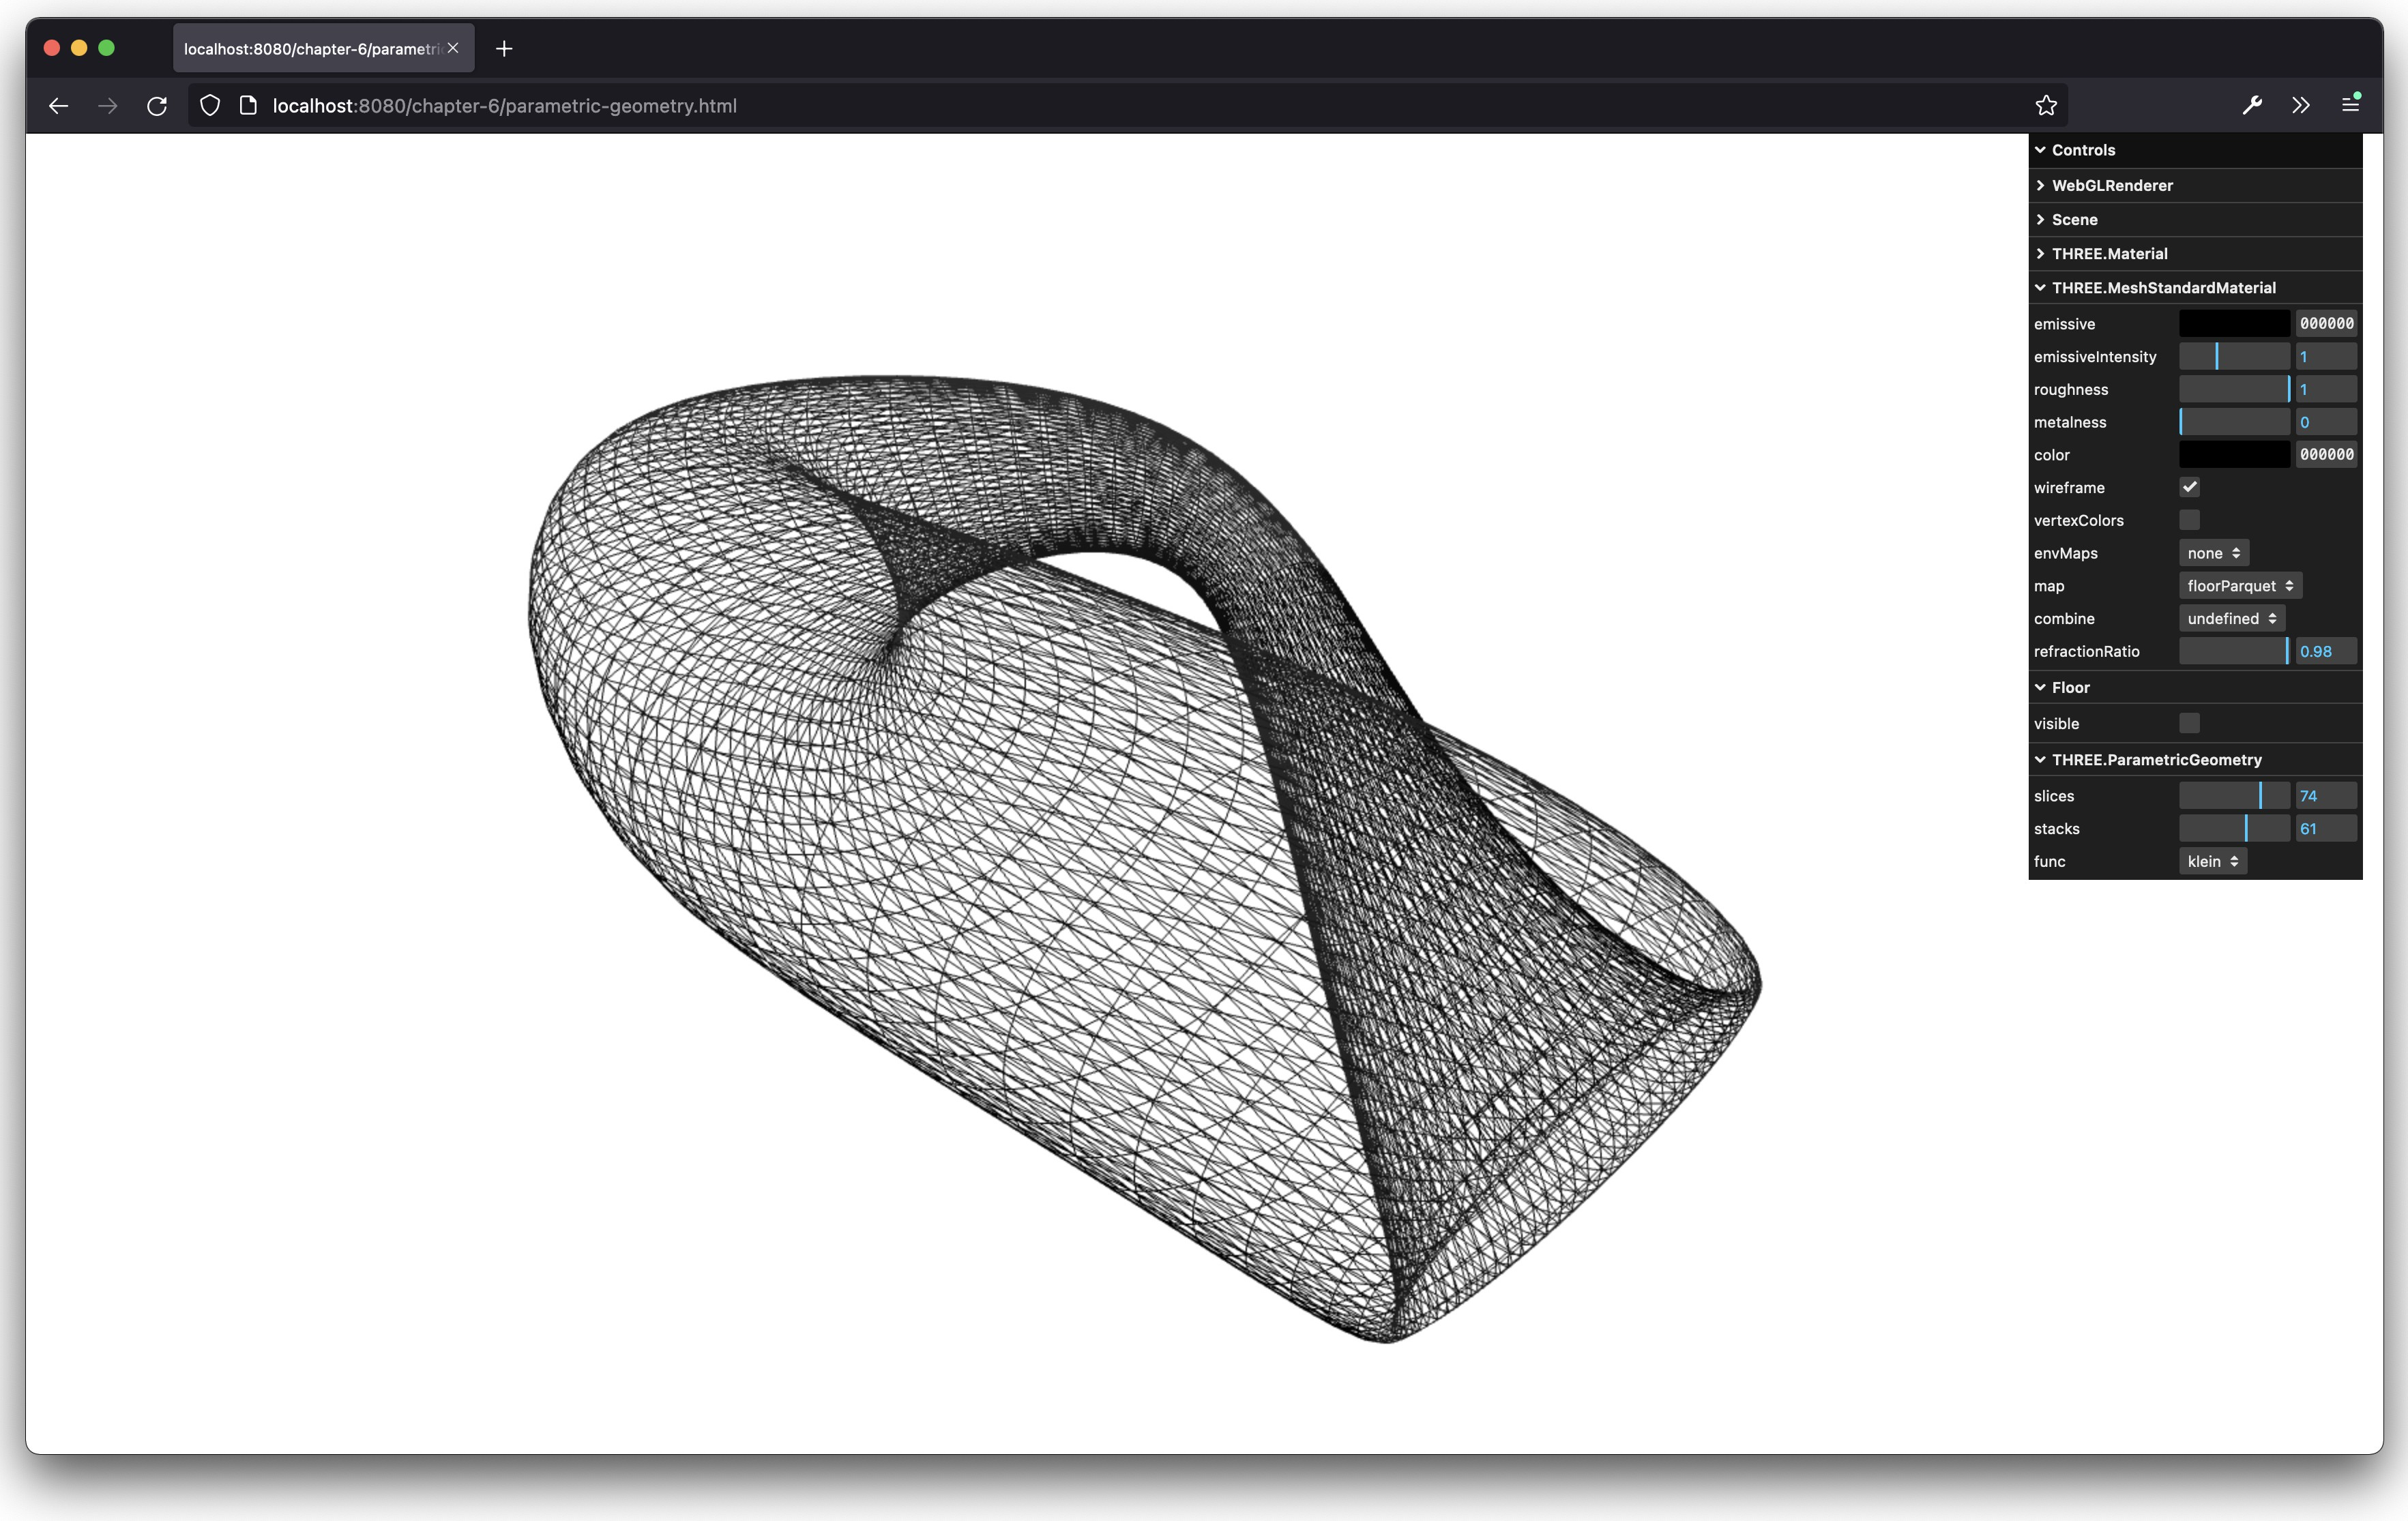 localhost:8080/chapter-6/parametri
localhost:8080/chapter-6/parametric-geometry.html
Controls
WebGLRenderer
Scene
THREE.Material
THREE.MeshStandardMaterial
emissive 000000
emissiveIntensity 1
roughness 1
metalness 0
color 000000
wireframe
vertexColors
envMaps none
map floorParquet
combine undefined
refractionRatio 0.98
Floor
visible
THREE.ParametricGeometry
slices 74
stacks 61
func klein